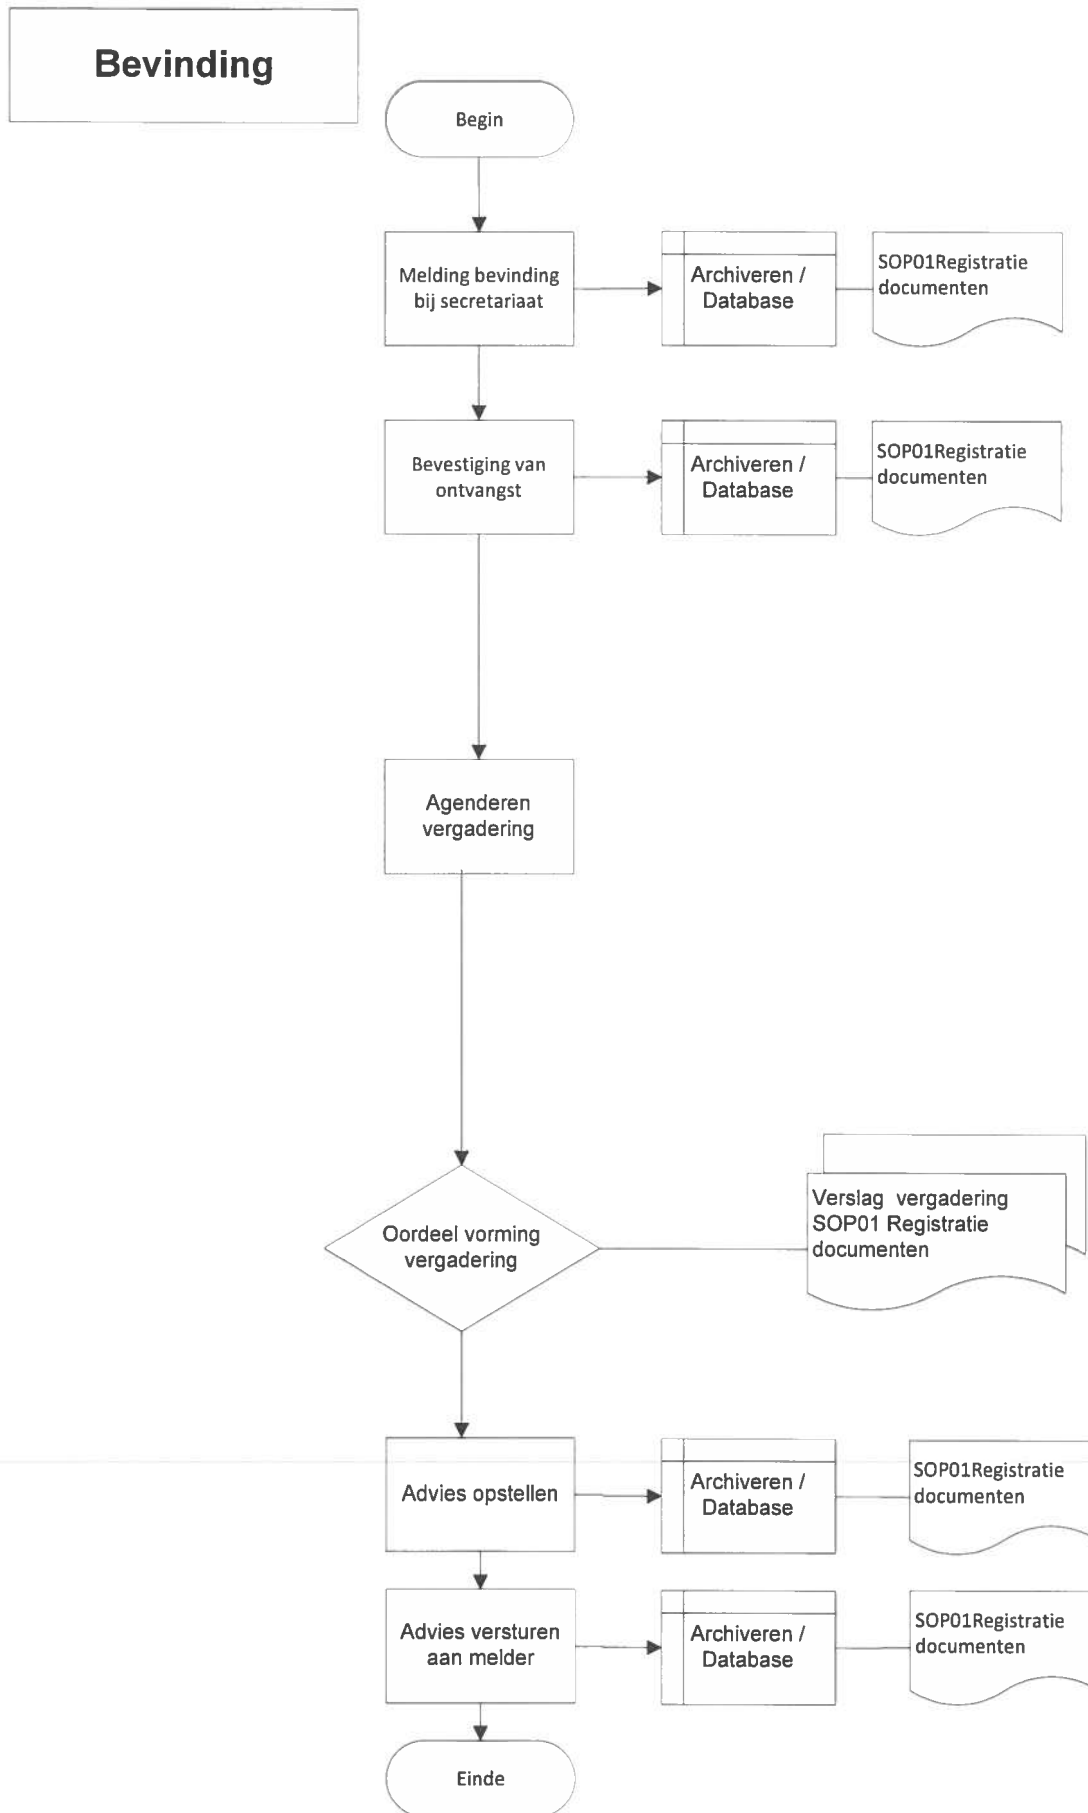 Bevinding
Begin
Melding bevinding
bij secretariaat
Archiveren /
Database
SOP01Registratie
documenten
Bevestiging van
ontvangst
Archiveren /
Database
SOP01Registratie
documenten
Agenderen
vergadering
Oordeel vorming
vergadering
Verslag vergadering
SOP01 Registratie
documenten
Advies opstellen
Archiveren /
Database
SOP01Registratie
documenten
Advies versturen
aan melder
Archiveren /
Database
SOP01Registratie
documenten
Einde